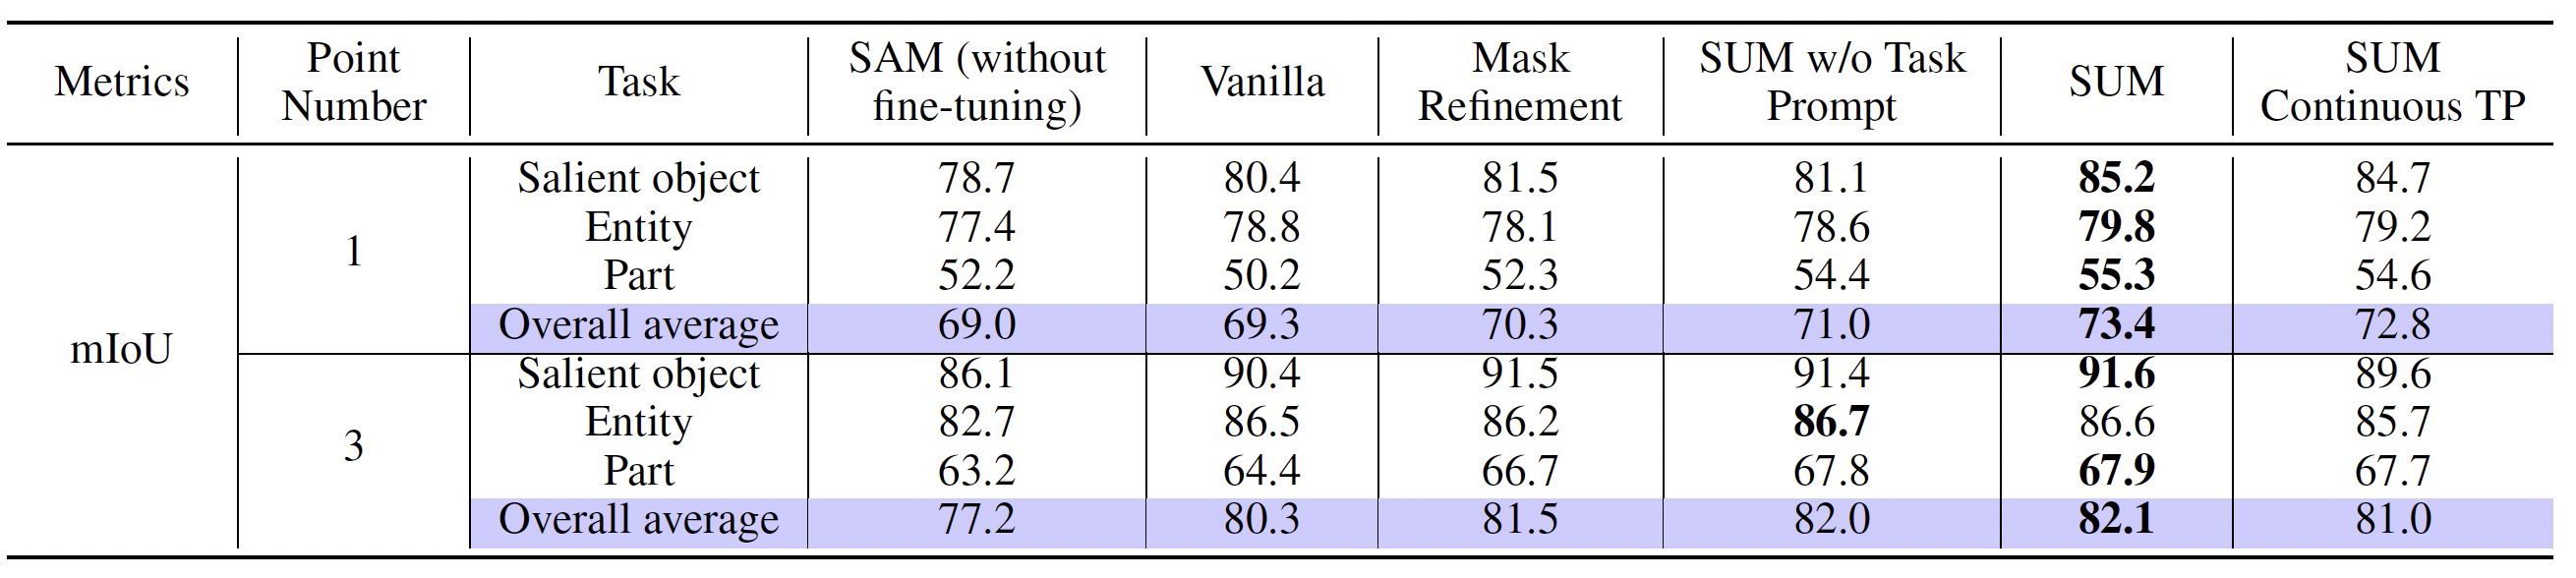 Metrics | Point Number | Task | SAM (without fine-tuning) | Vanilla | Mask Refinement | SUM w/o Task Prompt | SUM | SUM Continuous TP
mIoU | 1 | Salient object | 78.7 | 80.4 | 81.5 | 81.1 | 85.2 | 84.7
Entity | 77.4 | 78.8 | 78.1 | 78.6 | 79.8 | 79.2
Part | 52.2 | 50.2 | 52.3 | 54.4 | 55.3 | 54.6
Overall average | 69.0 | 69.3 | 70.3 | 71.0 | 73.4 | 72.8
3 | Salient object | 86.1 | 90.4 | 91.5 | 91.4 | 91.6 | 89.6
Entity | 82.7 | 86.5 | 86.2 | 86.7 | 86.6 | 85.7
Part | 63.2 | 64.4 | 66.7 | 67.8 | 67.9 | 67.7
Overall average | 77.2 | 80.3 | 81.5 | 82.0 | 82.1 | 81.0